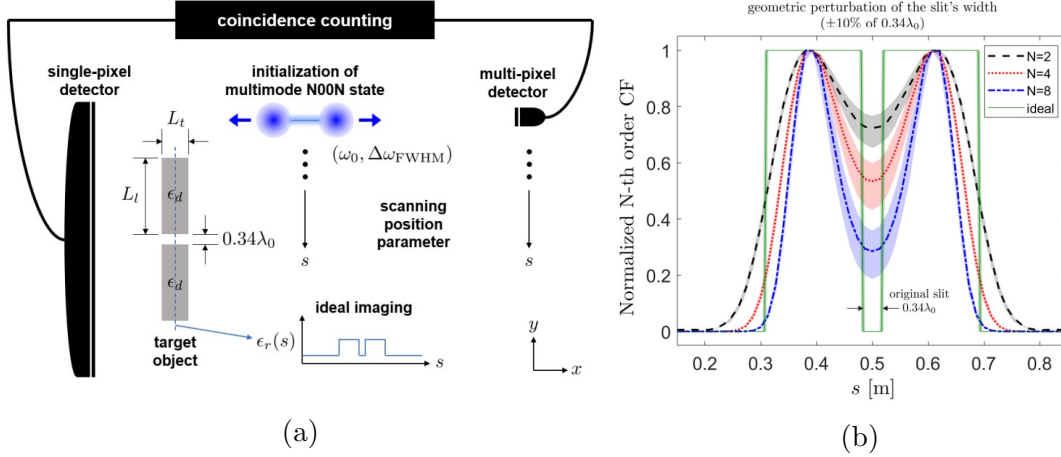 coincidence counting
single-pixel
detector
initialization of
multimode N00N state
multi-pixel
detector
L_t
(ω_0, Δω_FWHM)
L_l
ϵ_d
0.34λ_0
scanning
position
parameter
s
s
ϵ_d
ideal imaging
target
object
ϵ_r(s)
s
y
x
(a)
geometric perturbation of the slit's width
(±10% of 0.34λ_0)
N=2
N=4
N=8
ideal
Normalized N-th order CF
1
0.8
0.6
0.4
0.2
0
original slit
0.34λ_0
0.2
0.3
0.4
0.5
0.6
0.7
0.8
s [m]
(b)